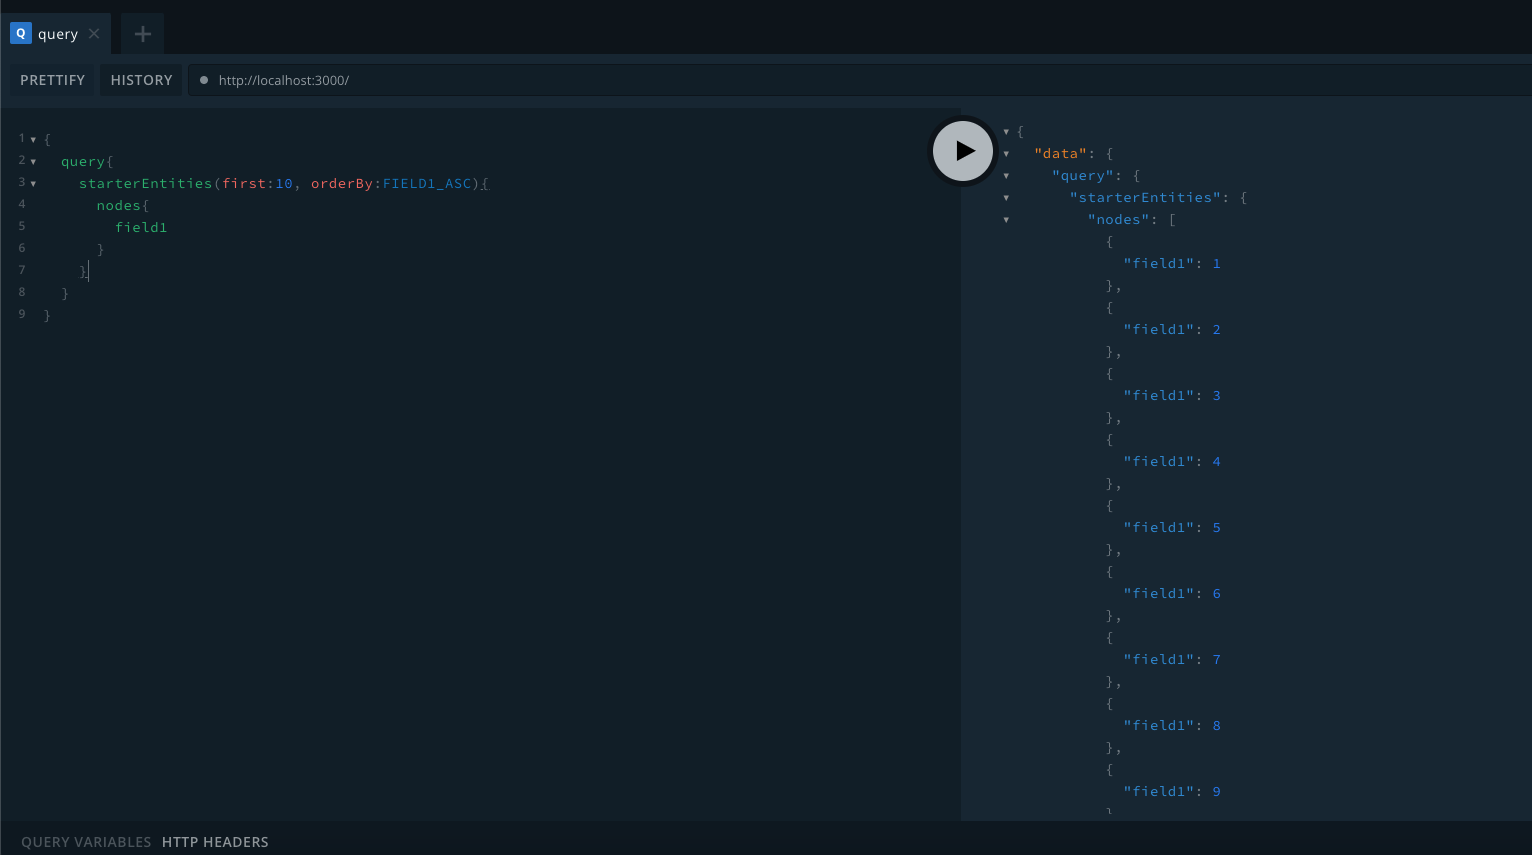 Q query
PRETTIFY HISTORY http://localhost:3000/
1 {
2 query{
3 starterEntities(first:10, orderBy:FIELD1_ASC){
4 nodes{
5 field1
6 }
7 }
8 }
9 }
{
"data": {
"query": {
"starterEntities": {
"nodes": [
{
"field1": 1
},
{
"field1": 2
},
{
"field1": 3
},
{
"field1": 4
},
{
"field1": 5
},
{
"field1": 6
},
{
"field1": 7
},
{
"field1": 8
},
{
"field1": 9
}
QUERY VARIABLES HTTP HEADERS